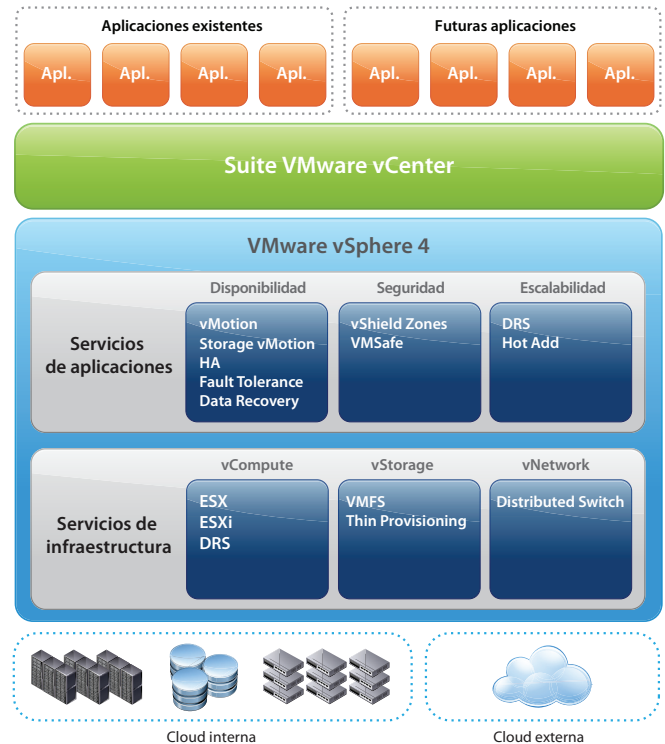 Aplicaciones existentes
Futuras aplicaciones
Apl.
Apl.
Apl.
Apl.
Apl.
Apl.
Apl.
Apl.
Suite VMware vCenter
VMware vSphere 4
Servicios
de aplicaciones
Disponibilidad
vMotion
Storage vMotion
HA
Fault Tolerance
Data Recovery
Seguridad
vShield Zones
VMSafe
Escalabilidad
DRS
Hot Add
Servicios de
infraestructura
vCompute
ESX
ESXi
DRS
vStorage
VMFS
Thin Provisioning
vNetwork
Distributed Switch
Cloud interna
Cloud externa